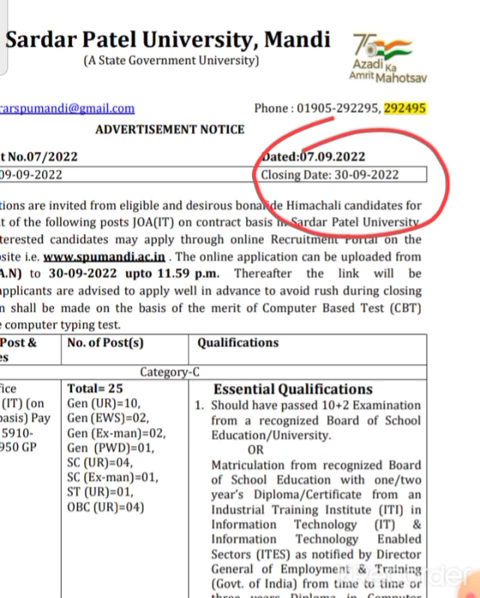 Sardar Patel University, Mandi
(A State Government University)
75
Azadi Ka
Amrit Mahotsav
rarspumandi@gmail.com
Phone : 01905-292295, 292495
ADVERTISEMENT NOTICE
t No.07/2022
Dated:07.09.2022
09-09-2022
Closing Date: 30-09-2022
tions are invited from eligible and desirous bonafide Himachali candidates for
t of the following posts JOA(IT) on contract basis in Sardar Patel University
terested candidates may apply through online Recruitment Portal on the
site i.e. www.spumandi.ac.in . The online application can be uploaded from
A.N) to 30-09-2022 upto 11.59 p.m. Thereafter the link will be
applicants are advised to apply well in advance to avoid rush during closing
n shall be made on the basis of the merit of Computer Based Test (CBT)
e computer typing test.
Post &
es
No. of Post(s)
Qualifications
Category-C
fice
(IT) (on
basis) Pay
5910-
950 GP
Total= 25
Gen (UR)=10,
Gen (EWS)=02,
Gen (Ex-man)=02,
Gen (PWD)=01,
SC (UR)=04,
SC (Ex-man)=01,
ST (UR)=01,
OBC (UR)=04)
Essential Qualifications
1. Should have passed 10+2 Examination
from a recognized Board of School
Education/University.
OR
Matriculation from recognized Board
of School Education with one/two
year's Diploma/Certificate from an
Industrial Training Institute (ITI) in
Information Technology (IT) &
Information Technology Enabled
Sectors (ITES) as notified by Director
General of Employment & Training
(Govt. of India) from time to time or
three years Diploma in Computer